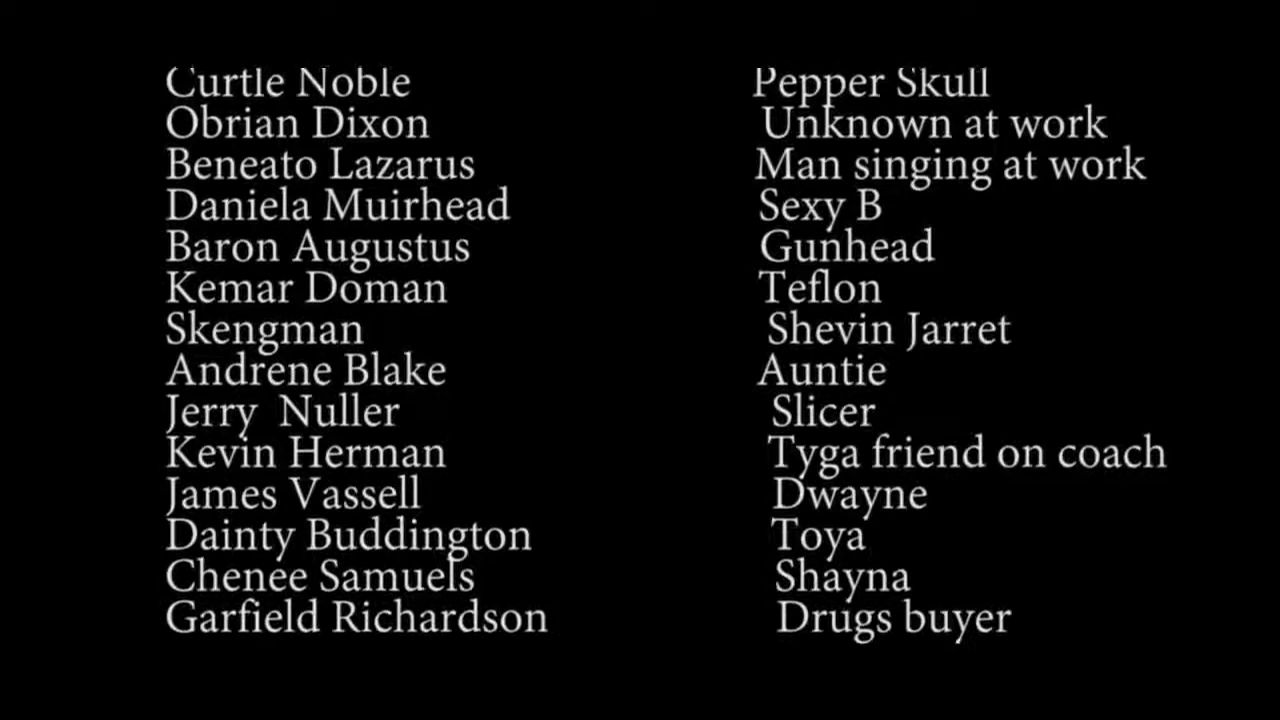 Curtle Noble Pepper Skull
Obrian Dixon Unknown at work
Beneato Lazarus Man singing at work
Daniela Muirhead Sexy B
Baron Augustus Gunhead
Kemar Doman Teflon
Skengman Shevin Jarret
Andrene Blake Auntie
Jerry Nuller Slicer
Kevin Herman Tyga friend on coach
James Vassell Dwayne
Dainty Buddington Toya
Chenee Samuels Shayna
Garfield Richardson Drugs buyer